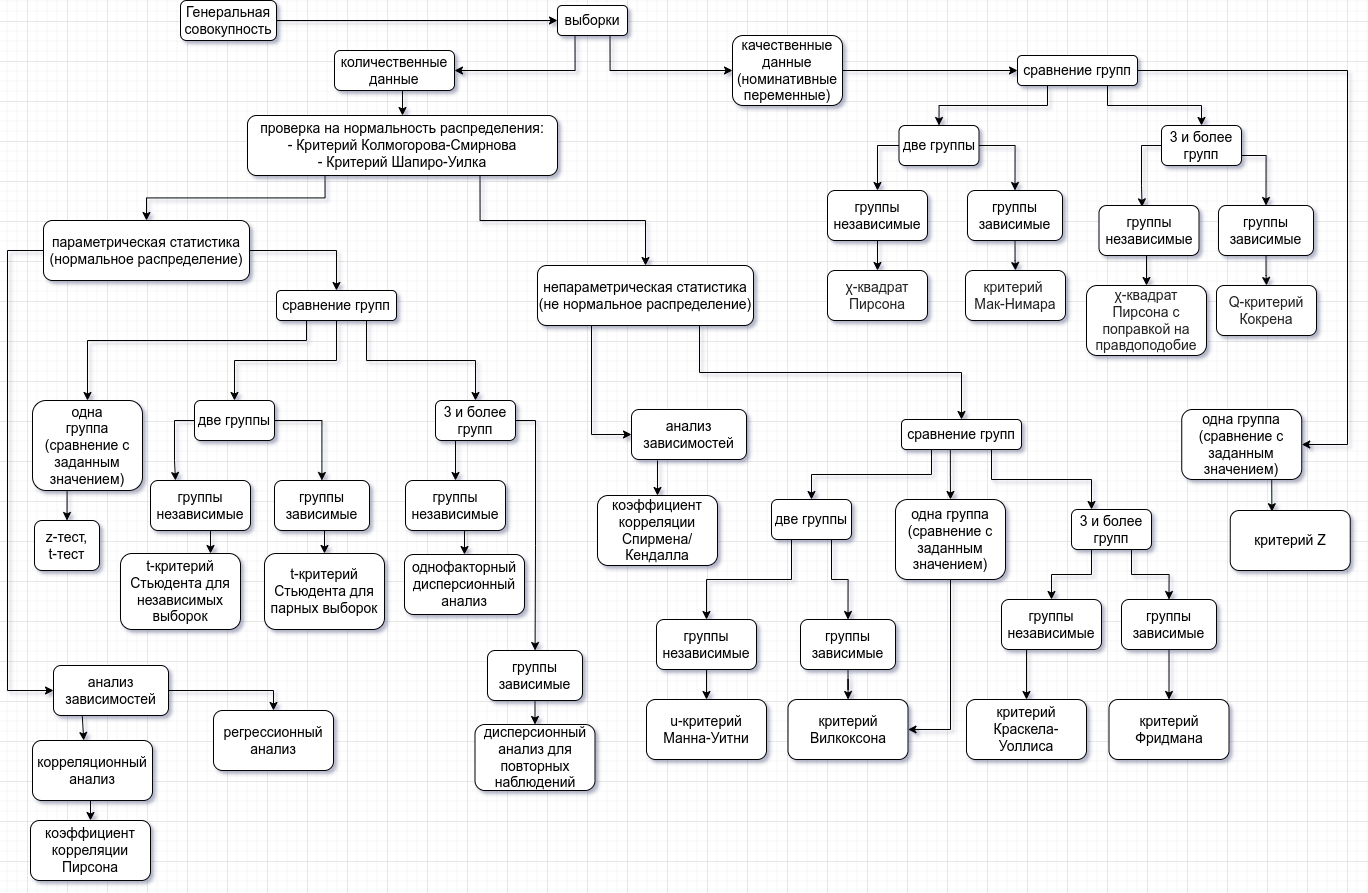 Генеральная
совокупность
выборки
количественные
данные
качественные
данные
(номинативные
переменные)
сравнение групп
проверка на нормальность распределения:
- Критерий Колмогорова-Смирнова
- Критерий Шапиро-Уилка
две группы
3 и более
групп
группы
независимые
группы
зависимые
группы
независимые
группы
зависимые
χ-квадрат
Пирсона
критерий
Мак-Нимара
χ-квадрат
Пирсона с
поправкой на
правдоподобие
Q-критерий
Кокрена
одна группа
(сравнение с
заданным
значением)
критерий Z
параметрическая статистика
(нормальное распределение)
сравнение групп
одна
группа
(сравнение с
заданным
значением)
z-тест,
t-тест
две группы
группы
независимые
группы
зависимые
t-критерий
Стьюдента для
независимых
выборок
t-критерий
Стьюдента для
парных выборок
3 и более
групп
группы
независимые
однофакторный
дисперсионный
анализ
группы
зависимые
дисперсионный
анализ для
повторных
наблюдений
анализ
зависимостей
регрессионный
анализ
корреляционный
анализ
коэффициент
корреляции
Пирсона
непараметрическая статистика
(не нормальное распределение)
анализ
зависимостей
коэффициент
корреляции
Спирмена/
Кендалла
сравнение групп
две группы
одна группа
(сравнение с
заданным
значением)
3 и более
групп
группы
независимые
группы
зависимые
группы
независимые
группы
зависимые
u-критерий
Манна-Уитни
критерий
Вилкоксона
критерий
Краскела-
Уоллиса
критерий
Фридмана